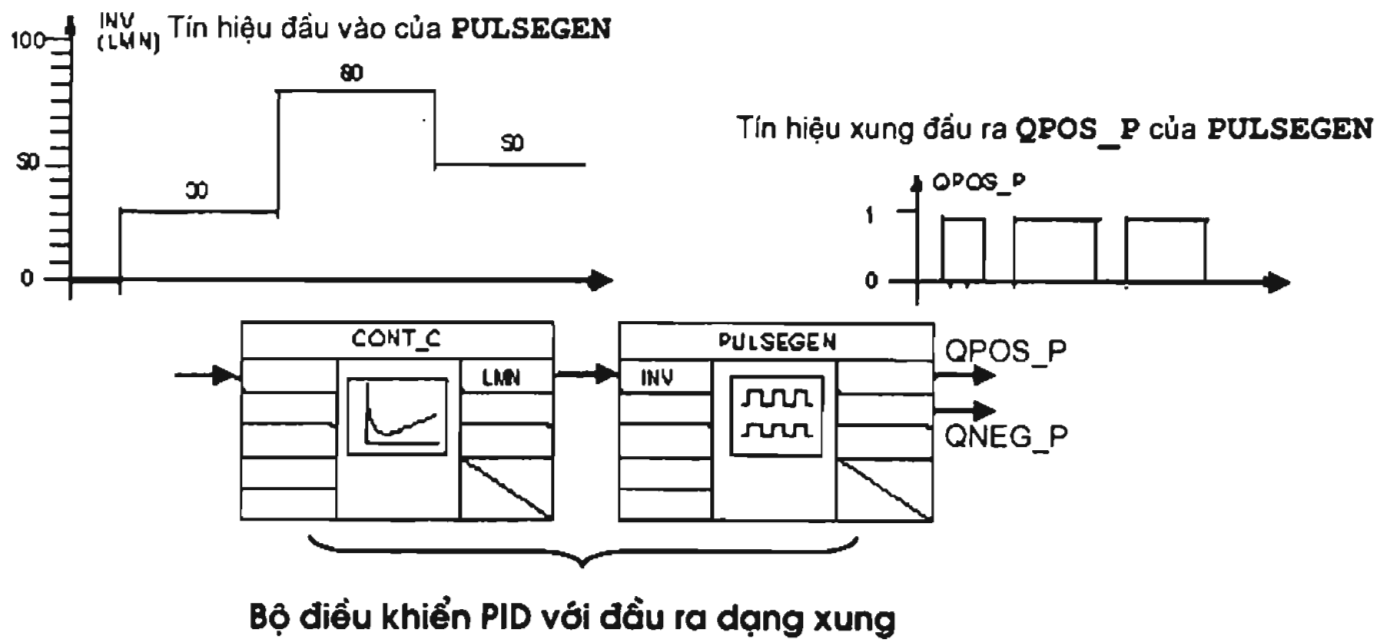 INV
(LMN) Tín hiệu đầu vào của PULSEGEN
100
80
50
50
0
Tín hiệu xung đầu ra QPOS_P của PULSEGEN
QPOS_P
1
0
CONT_C
LMN
PULSEGEN
INV
QPOS_P
QNEG_P
Bộ điều khiển PID với đầu ra dạng xung